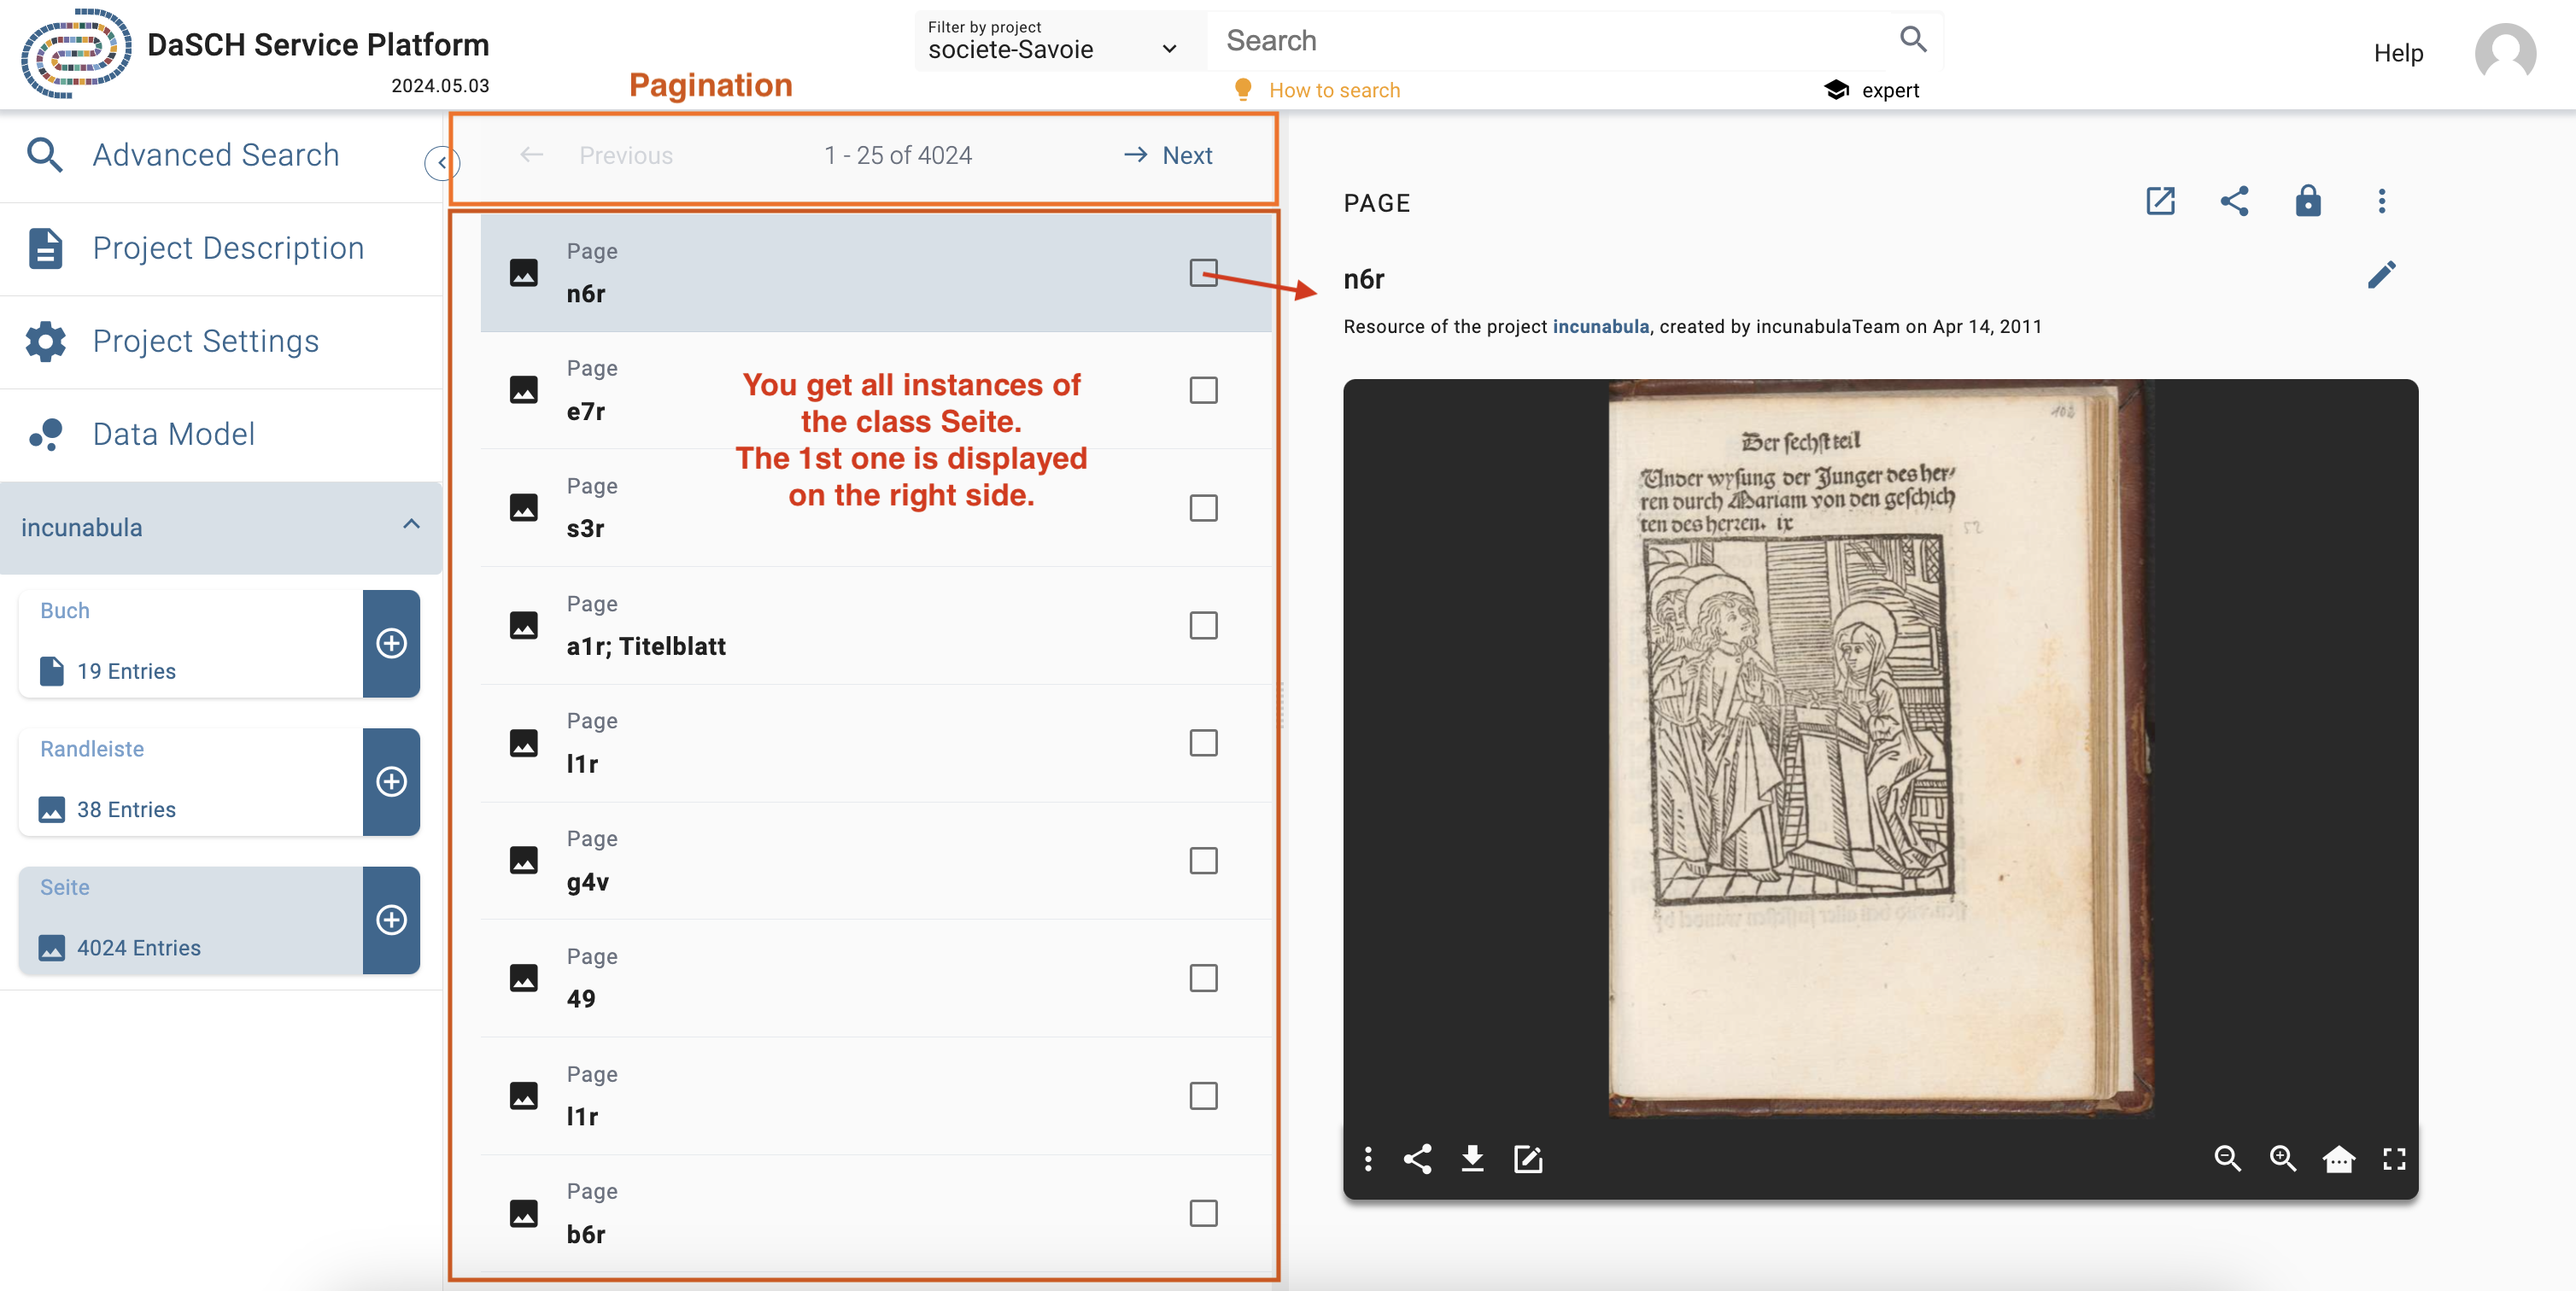 DaSCH Service Platform
2024.05.03
Filter by project
societe-Savoie
Search
How to search
expert
Help
Pagination
Advanced Search
Project Description
Project Settings
Data Model
incunabula
Buch
19 Entries
Randleiste
38 Entries
Seite
4024 Entries
Previous
1 - 25 of 4024
Next
Page
n6r
Page
e7r
Page
s3r
Page
a1r; Titelblatt
Page
l1r
Page
g4v
Page
49
Page
l1r
Page
b6r
You get all instances of
the class Seite.
The 1st one is displayed
on the right side.
PAGE
n6r
Resource of the project incunabula, created by incunabulaTeam on Apr 14, 2011
Der sechst teil
Under wysung der Junger des her/
ren durch Mariam von den geschich
ten des herren. ix
52